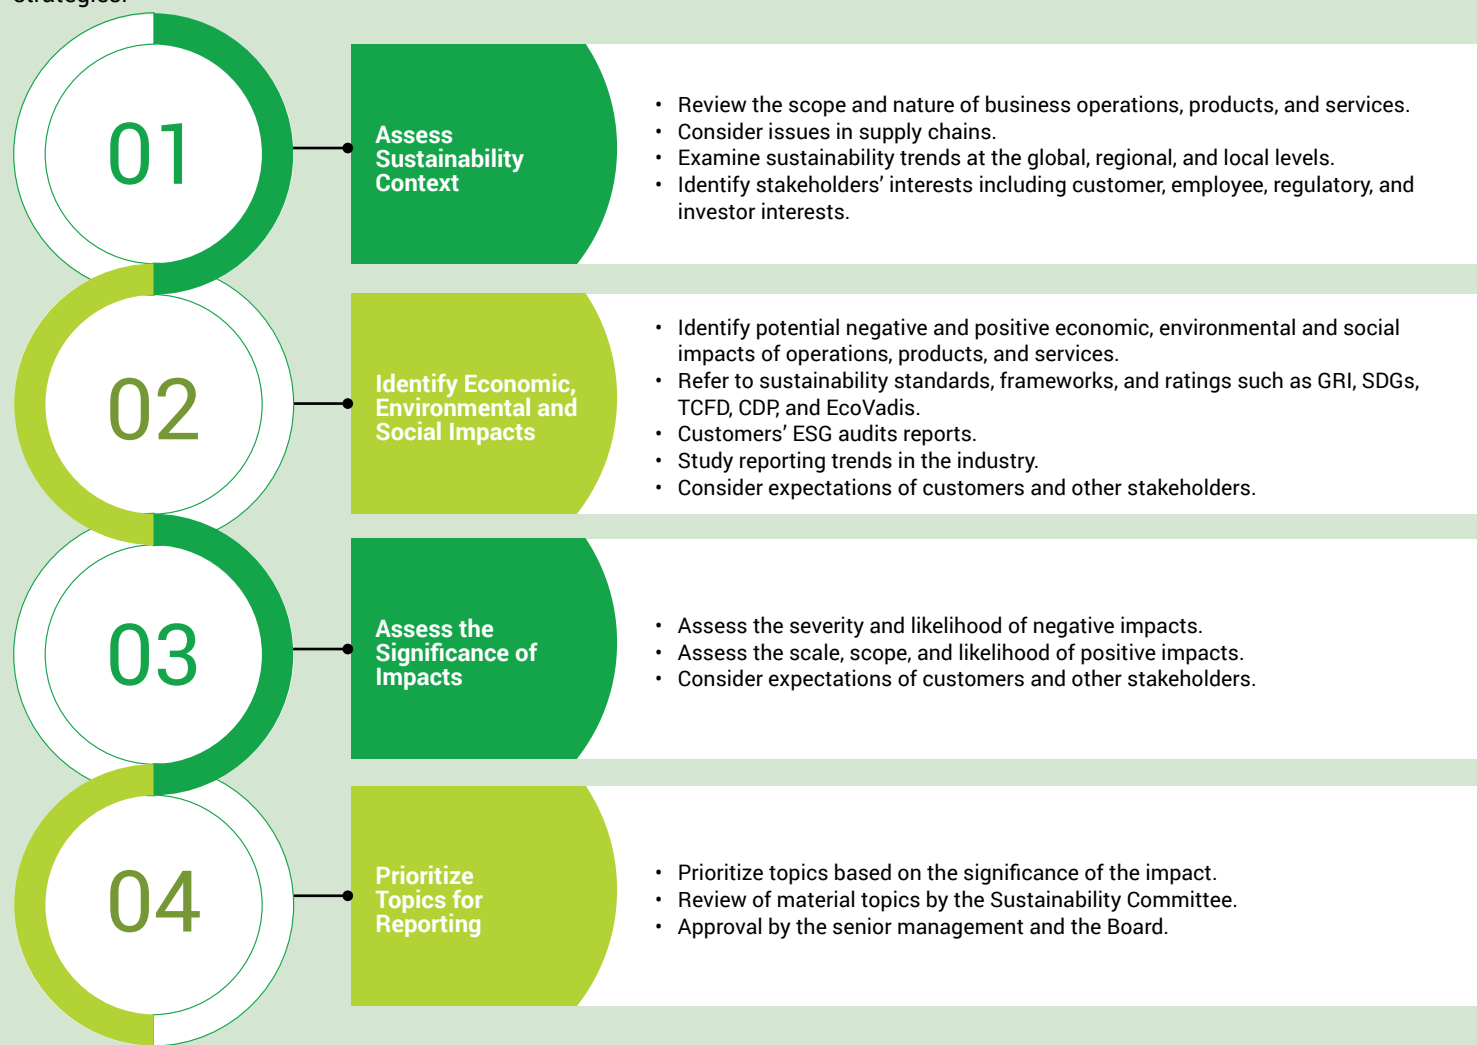 strategies.
01
Assess
Sustainability
Context
• Review the scope and nature of business operations, products, and services.
• Consider issues in supply chains.
• Examine sustainability trends at the global, regional, and local levels.
• Identify stakeholders’ interests including customer, employee, regulatory, and
investor interests.
02
Identify Economic,
Environmental and
Social Impacts
• Identify potential negative and positive economic, environmental and social
impacts of operations, products, and services.
• Refer to sustainability standards, frameworks, and ratings such as GRI, SDGs,
TCFD, CDP, and EcoVadis.
• Customers’ ESG audits reports.
• Study reporting trends in the industry.
• Consider expectations of customers and other stakeholders.
03
Assess the
Significance of
Impacts
• Assess the severity and likelihood of negative impacts.
• Assess the scale, scope, and likelihood of positive impacts.
• Consider expectations of customers and other stakeholders.
04
Prioritize
Topics for
Reporting
• Prioritize topics based on the significance of the impact.
• Review of material topics by the Sustainability Committee.
• Approval by the senior management and the Board.